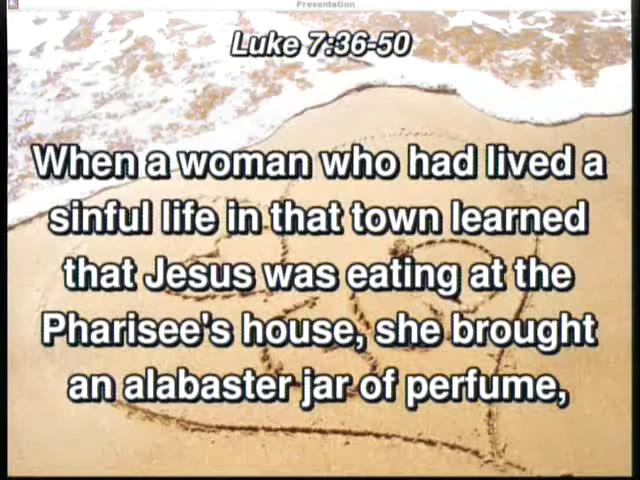 Presentation
Luke 7:36-50
When a woman who had lived a
sinful life in that town learned
that Jesus was eating at the
Pharisee's house, she brought
an alabaster jar of perfume,